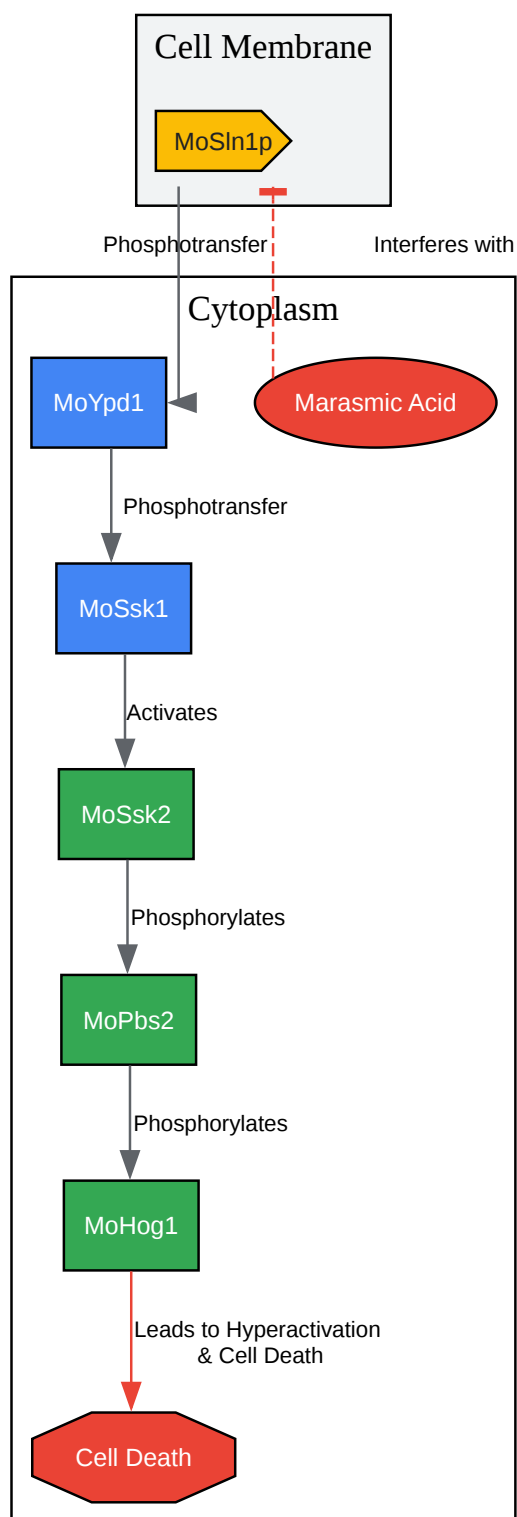 Cell Membrane
MoSln1p
Phosphotransfer
Interferes with
Cytoplasm
MoYpd1
Marasmic Acid
Phosphotransfer
MoSsk1
Activates
MoSsk2
Phosphorylates
MoPbs2
Phosphorylates
MoHog1
Leads to Hyperactivation
& Cell Death
Cell Death